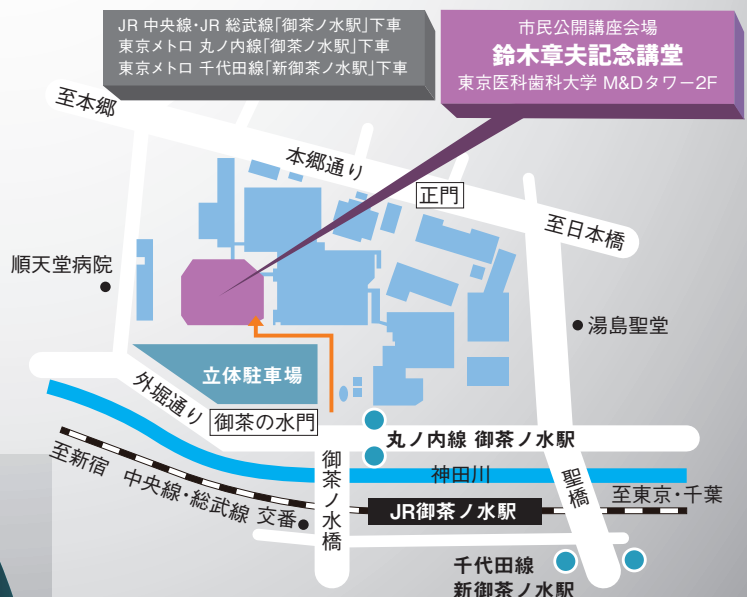 JR 中央線・JR 総武線「御茶ノ水駅」下車
東京メトロ 丸ノ内線「御茶ノ水駅」下車
東京メトロ 千代田線「新御茶ノ水駅」下車
市民公開講座会場
鈴木章夫記念講堂
東京医科歯科大学 M&Dタワー2F
至本郷
本郷通り
正門
至日本橋
順天堂病院
湯島聖堂
立体駐車場
外堀通り
御茶の水門
丸ノ内線 御茶ノ水駅
神田川
至新宿
中央線・総武線
交番
御茶ノ水橋
JR御茶ノ水駅
聖橋
至東京・千葉
千代田線
新御茶ノ水駅